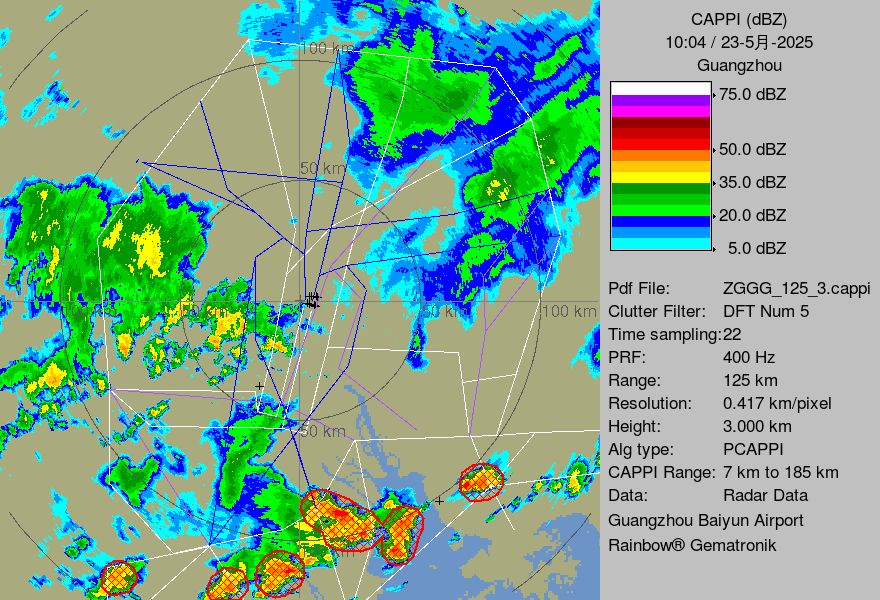 CAPPI (dBZ)
10:04 / 23-5月-2025
Guangzhou
75.0 dBZ
50.0 dBZ
35.0 dBZ
20.0 dBZ
5.0 dBZ
Pdf File: ZGGG_125_3.cappi
Clutter Filter: DFT Num 5
Time sampling:22
PRF: 400 Hz
Range: 125 km
Resolution: 0.417 km/pixel
Height: 3.000 km
Alg type: PCAPPI
CAPPI Range: 7 km to 185 km
Data: Radar Data
Guangzhou Baiyun Airport
Rainbow® Gematronik
100 km
50 km
50 km
100 km
50 km